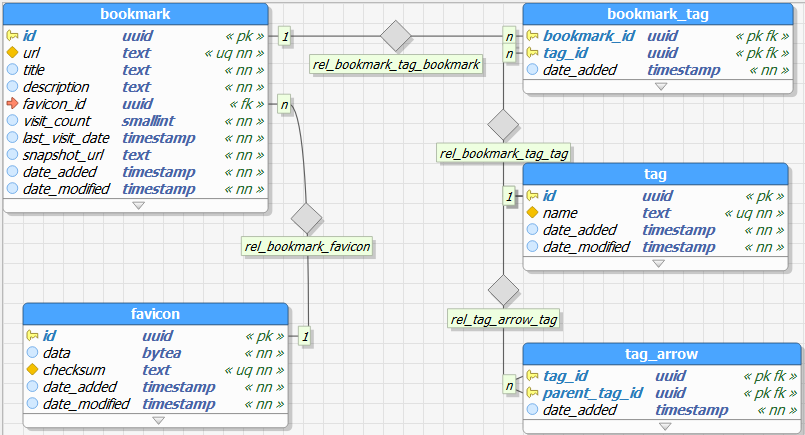 bookmark
id uuid « pk »
url text « uq nn »
title text « nn »
description text « nn »
favicon_id uuid « fk »
visit_count smallint « nn »
last_visit_date timestamp « nn »
snapshot_url text « nn »
date_added timestamp « nn »
date_modified timestamp « nn »
1
rel_bookmark_tag_bookmark
n
n
bookmark_tag
bookmark_id uuid « pk fk »
tag_id uuid « pk fk »
date_added timestamp « nn »
n
rel_bookmark_tag_tag
1
tag
id uuid « pk »
name text « uq nn »
date_added timestamp « nn »
date_modified timestamp « nn »
rel_bookmark_favicon
rel_tag_arrow_tag
favicon
id uuid « pk »
data bytea « nn »
checksum text « uq nn »
date_added timestamp « nn »
date_modified timestamp « nn »
1
n
tag_arrow
tag_id uuid « pk fk »
parent_tag_id uuid « pk fk »
date_added timestamp « nn »